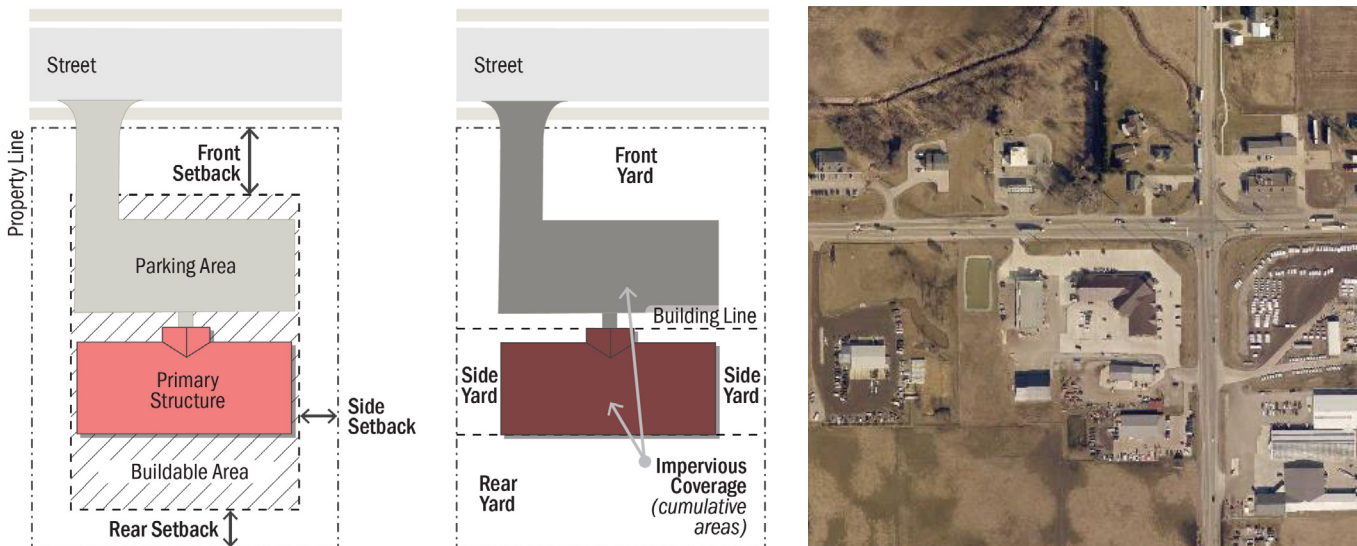 Street
Property Line
Front
Setback
Parking Area
Primary
Structure
Side
Setback
Buildable Area
Rear Setback
Street
Front
Yard
Building Line
Side
Yard
Side
Yard
Rear
Yard
Impervious
Coverage
(cumulative
areas)